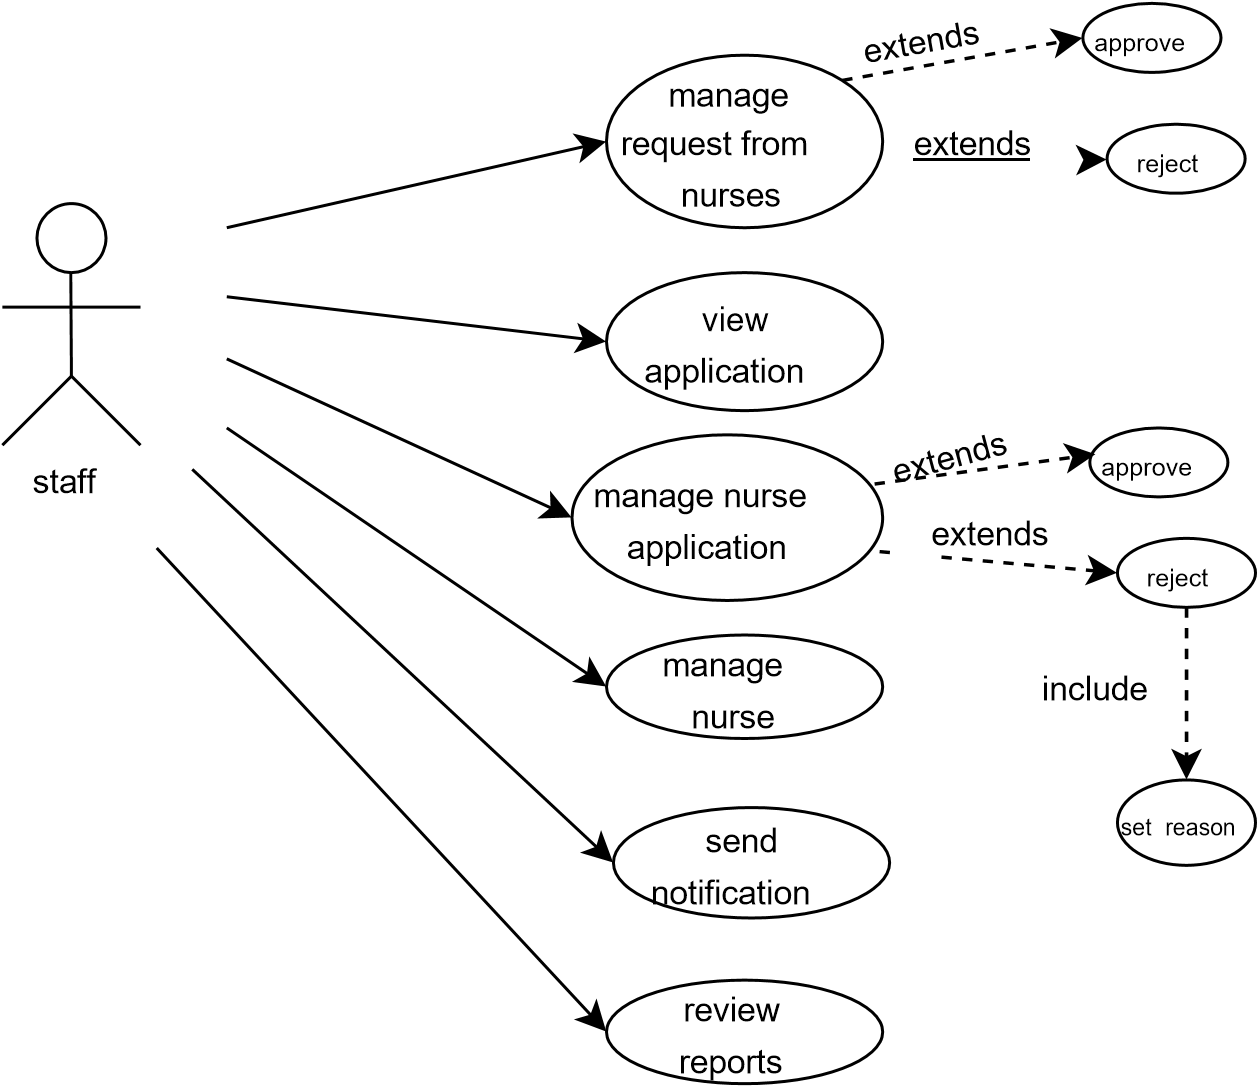 extends
approve
manage
request from
nurses
extends
reject
view
application
staff
manage nurse
application
extends
approve
extends
reject
manage
nurse
include
send
notification
set reason
review
reports